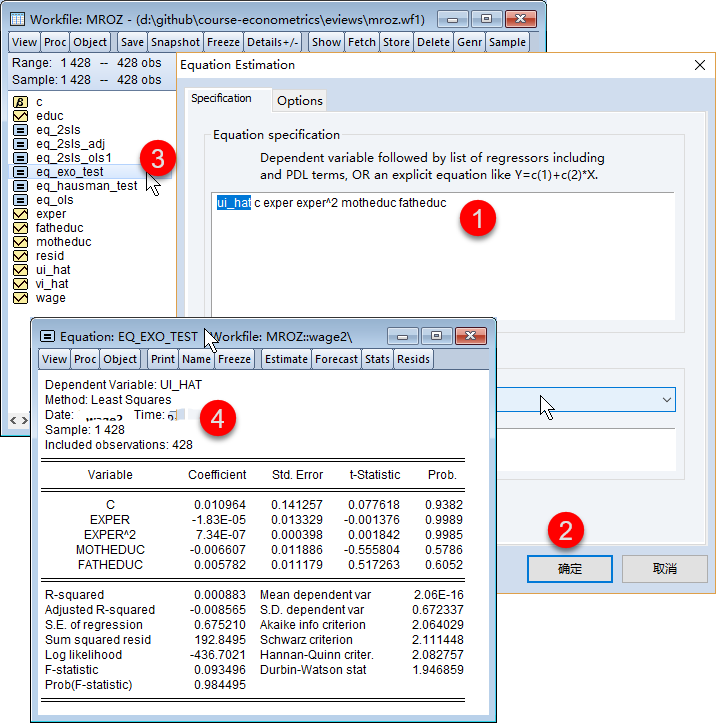 Workfile: MROZ - (d:\github\course-econometrics\eviews\mroz.wf1)
View Proc Object Save Snapshot Freeze Details+/- Show Fetch Store Delete Genr Sample
Range: 1 428 -- 428 obs
Sample: 1 428 -- 428 obs
c
educ
eq_2sls
eq_2sls_adj
eq_2sls_ols1
eq_exo_test
eq_hausman_test
eq_ols
exper
fatheduc
motheduc
resid
ui_hat
vi_hat
wage
3
Equation Estimation
Specification Options
Equation specification
Dependent variable followed by list of regressors including
and PDL terms, OR an explicit equation like Y=c(1)+c(2)*X.
ui_hat c exper exper^2 motheduc fatheduc
1
2
确定 取消
Equation: EQ_EXO_TEST Workfile: MROZ::wage2\
View Proc Object Print Name Freeze Estimate Forecast Stats Resids
Dependent Variable: UI_HAT
Method: Least Squares
Date: Time:
4
Sample: 1 428
Included observations: 428
Variable Coefficient Std. Error t-Statistic Prob.
C 0.010964 0.141257 0.077618 0.9382
EXPER -1.83E-05 0.013329 -0.001376 0.9989
EXPER^2 7.34E-07 0.000398 0.001842 0.9985
MOTHEDUC -0.006607 0.011886 -0.555804 0.5786
FATHEDUC 0.005782 0.011179 0.517263 0.6052
R-squared 0.000883 Mean dependent var 2.06E-16
Adjusted R-squared -0.008565 S.D. dependent var 0.672337
S.E. of regression 0.675210 Akaike info criterion 2.064029
Sum squared resid 192.8495 Schwarz criterion 2.111448
Log likelihood -436.7021 Hannan-Quinn criter. 2.082757
F-statistic 0.093496 Durbin-Watson stat 1.946859
Prob(F-statistic) 0.984495